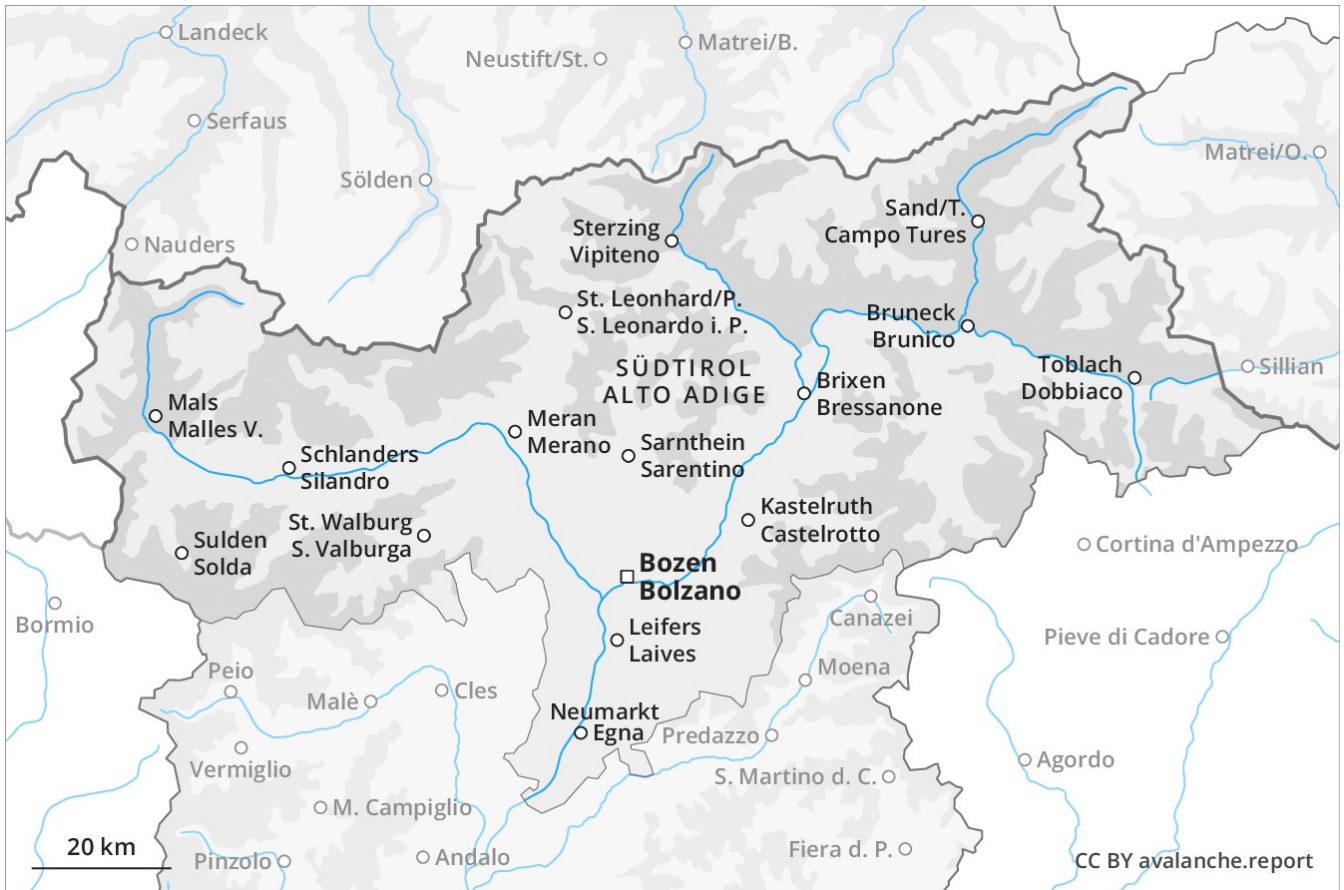 Landeck
Neustift/St.
Matrei/B.
Serfaus
Sölden
Matrei/O.
Nauders
Sand/T.
Campo Tures
Sterzing
Vipiteno
St. Leonhard/P.
S. Leonardo i. P.
Bruneck
Brunico
SÜDTIROL
ALTO ADIGE
Toblach
Dobbiaco
Sillian
Brixen
Bressanone
Mals
Malles V.
Meran
Merano
Sarnthein
Sarentino
Schlanders
Silandro
Kastelruth
Castelrotto
St. Walburg
S. Valburga
Sulden
Solda
Cortina d'Ampezzo
Bozen
Bolzano
Bormio
Canazei
Leifers
Laives
Pieve di Cadore
Peio
Moena
Malè
Cles
Neumarkt
Egna
Predazzo
Vermiglio
Agordo
S. Martino d. C.
M. Campiglio
20 km
Pinzolo
Andalo
Fiera d. P.
CC BY avalanche.report